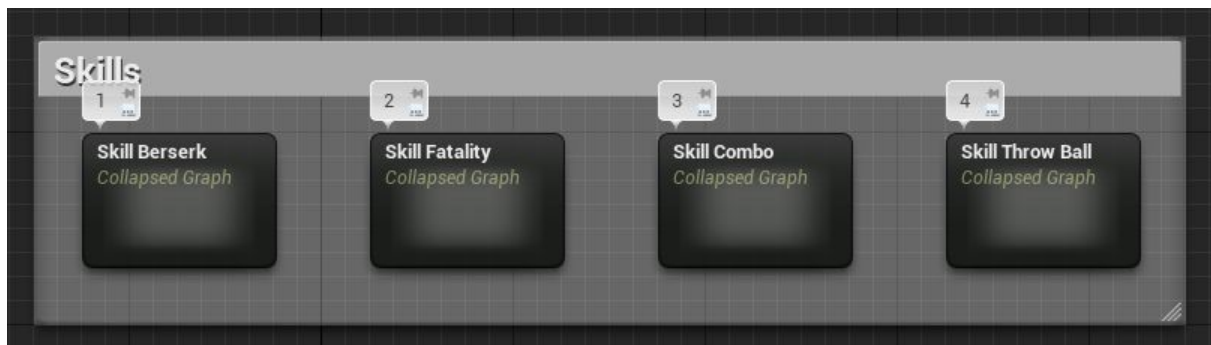 Skills
1
2
3
4
Skill Berserk
Collapsed Graph
Skill Fatality
Collapsed Graph
Skill Combo
Collapsed Graph
Skill Throw Ball
Collapsed Graph